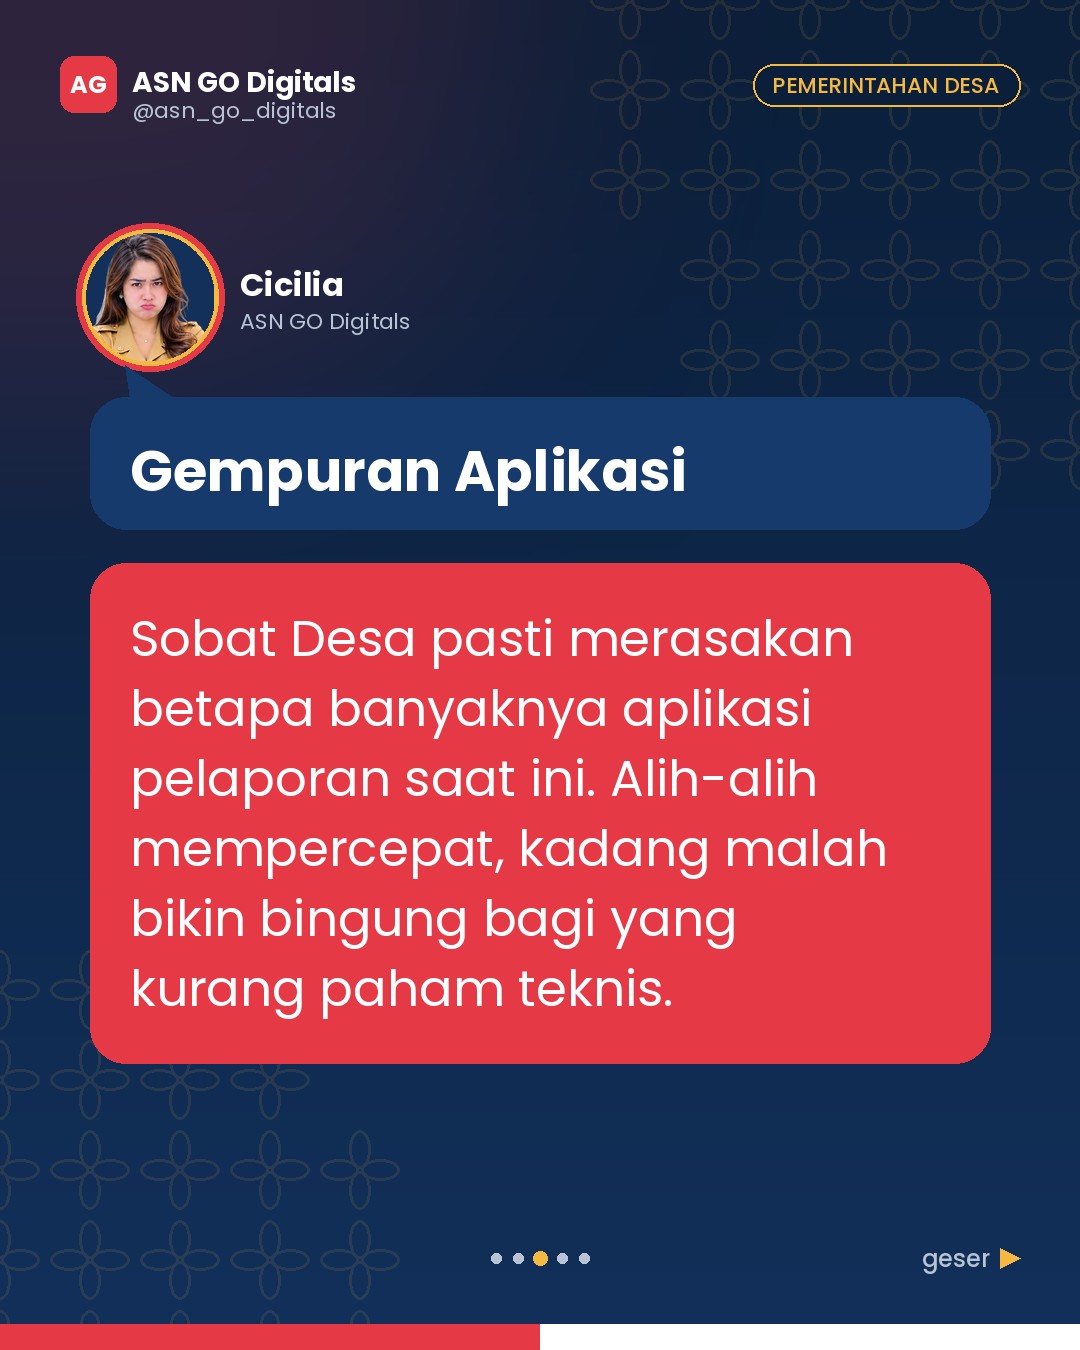 AG
ASN GO Digitals
@asn_go_digitals
PEMERINTAHAN DESA
Cicilia
ASN GO Digitals
Gempuran Aplikasi
Sobat Desa pasti merasakan
betapa banyaknya aplikasi
pelaporan saat ini. Alih-alih
mempercepat, kadang malah
bikin bingung bagi yang
kurang paham teknis.
geser